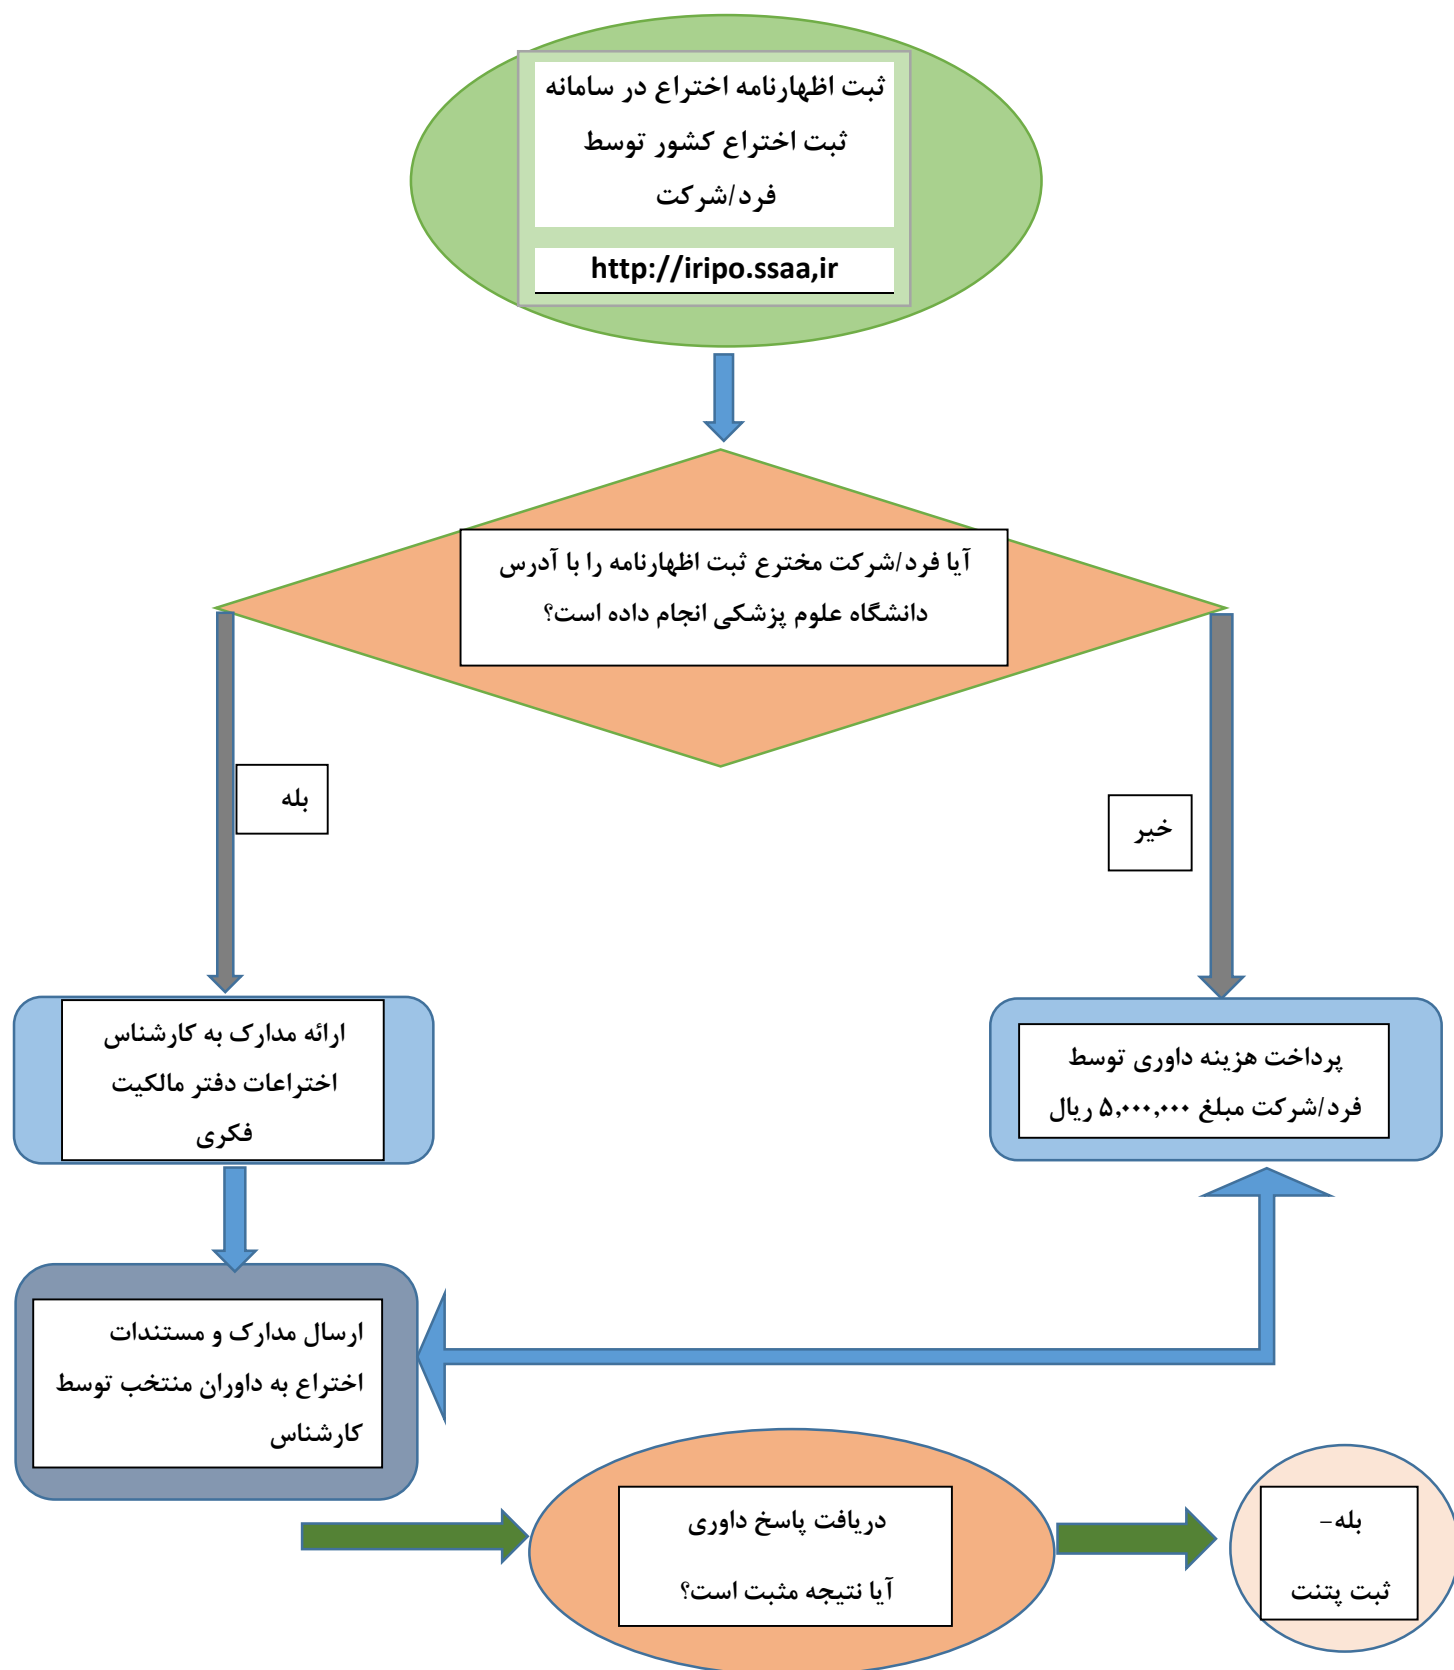 ثبت اظهارنامه اختراع در سامانه
ثبت اختراع کشور توسط
فرد/شرکت
http://iripo.ssaa,ir
آیا فرد/شرکت مخترع ثبت اظهارنامه را با آدرس
دانشگاه علوم پزشکی انجام داده است؟
بله
خیر
ارائه مدارک به کارشناس
اختراعات دفتر مالکیت
فکری
پرداخت هزینه داوری توسط
فرد/شرکت مبلغ ۵,۰۰۰,۰۰۰ ریال
ارسال مدارک و مستندات
اختراع به داوران منتخب توسط
کارشناس
دریافت پاسخ داوری
آیا نتیجه مثبت است؟
بله-
ثبت پتنت